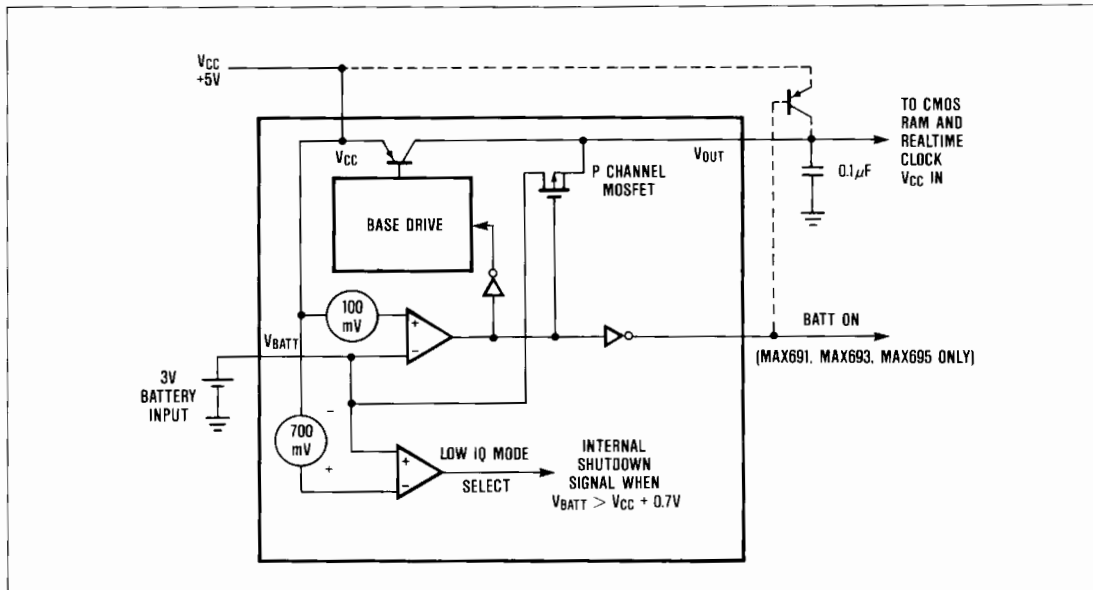 VCC
+5V
VCC
VOUT
P CHANNEL
MOSFET
TO CMOS
RAM AND
REALTIME
CLOCK
VCC IN
0.1µF
BASE DRIVE
100
mV
+
−
VBATT
BATT ON
(MAX691, MAX693, MAX695 ONLY)
3V
BATTERY
INPUT
−
700
mV
+
+
−
LOW IQ MODE
SELECT
INTERNAL
SHUTDOWN
SIGNAL WHEN
VBATT > VCC + 0.7V